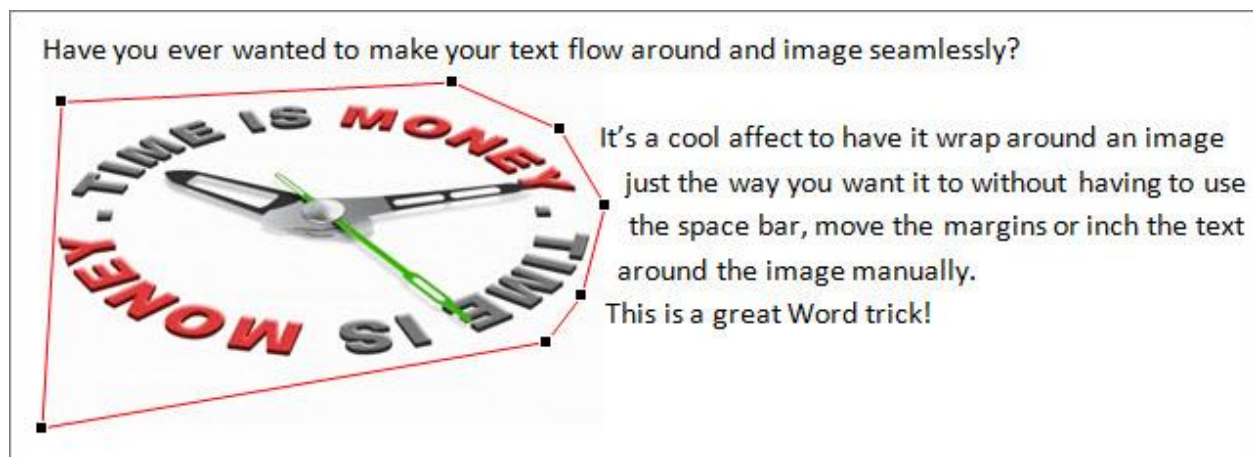 Have you ever wanted to make your text flow around and image seamlessly?
· TIME IS MONEY
· TIME IS MONEY
It's a cool affect to have it wrap around an image
just the way you want it to without having to use
the space bar, move the margins or inch the text
around the image manually.
This is a great Word trick!